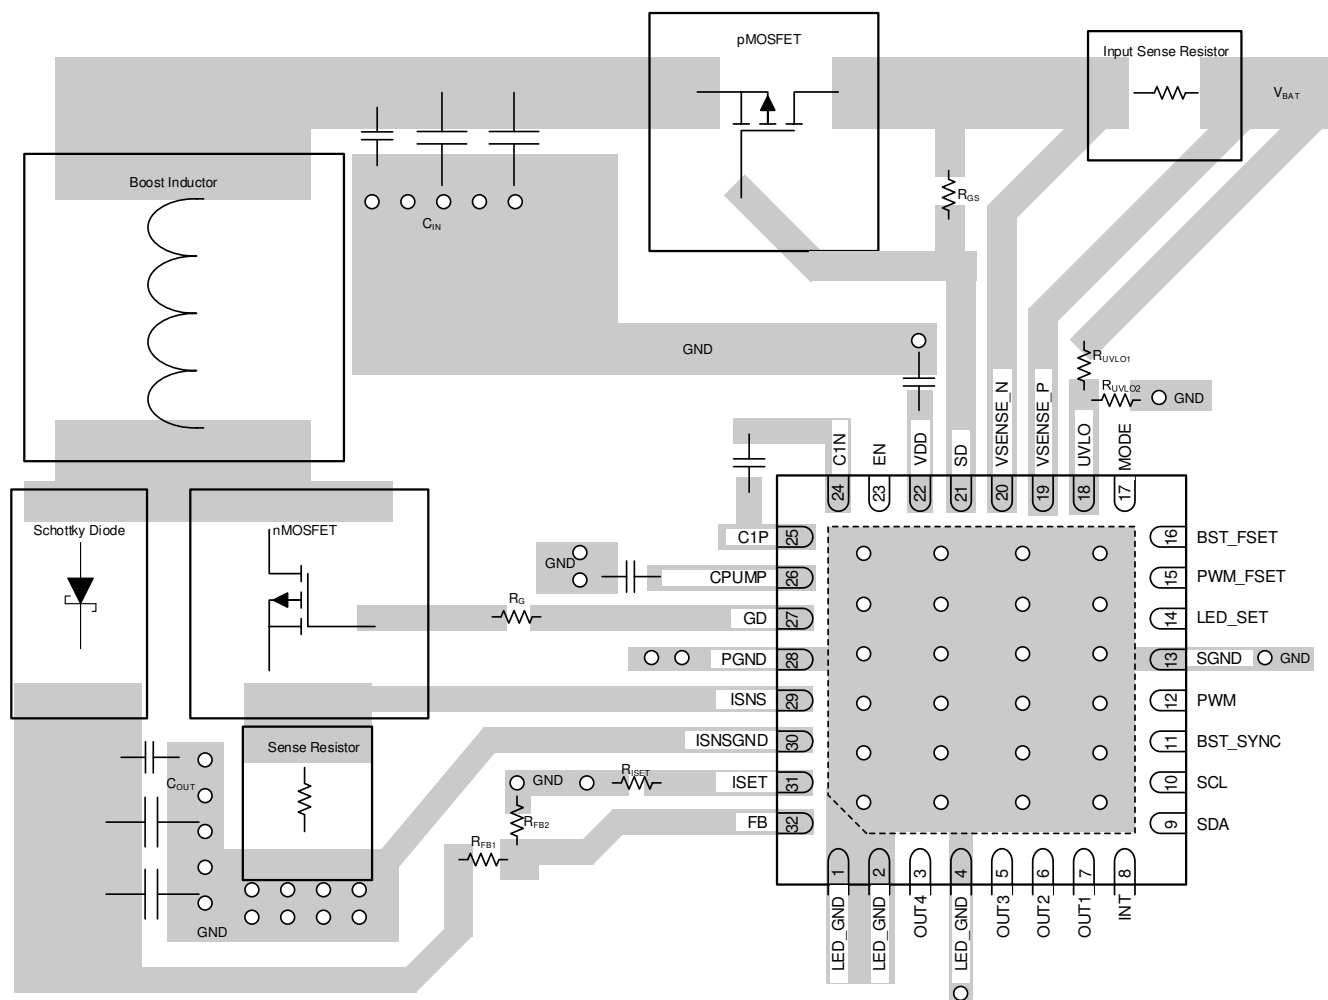 pMOSFET
Input Sense Resistor
VBAT
Boost Inductor
CIN
RGS
GND
RUVLO1
RUVLO2
GND
C1N
EN
VDD
SD
VSENSE_N
VSENSE_P
UVLO
MODE
24
23
22
21
20
19
18
17
Schottky Diode
nMOSFET
C1P
25
16
BST_FSET
GND
CPUMP
26
15
PWM_FSET
RG
GD
27
14
LED_SET
PGND
28
13
SGND
GND
ISNS
29
12
PWM
Sense Resistor
ISNSGND
30
11
BST_SYNC
COUT
GND
RISET
ISET
31
10
SCL
RFB2
FB
32
9
SDA
RFB1
1
2
3
4
5
6
7
8
GND
LED_GND
LED_GND
OUT4
LED_GND
OUT3
OUT2
OUT1
INT